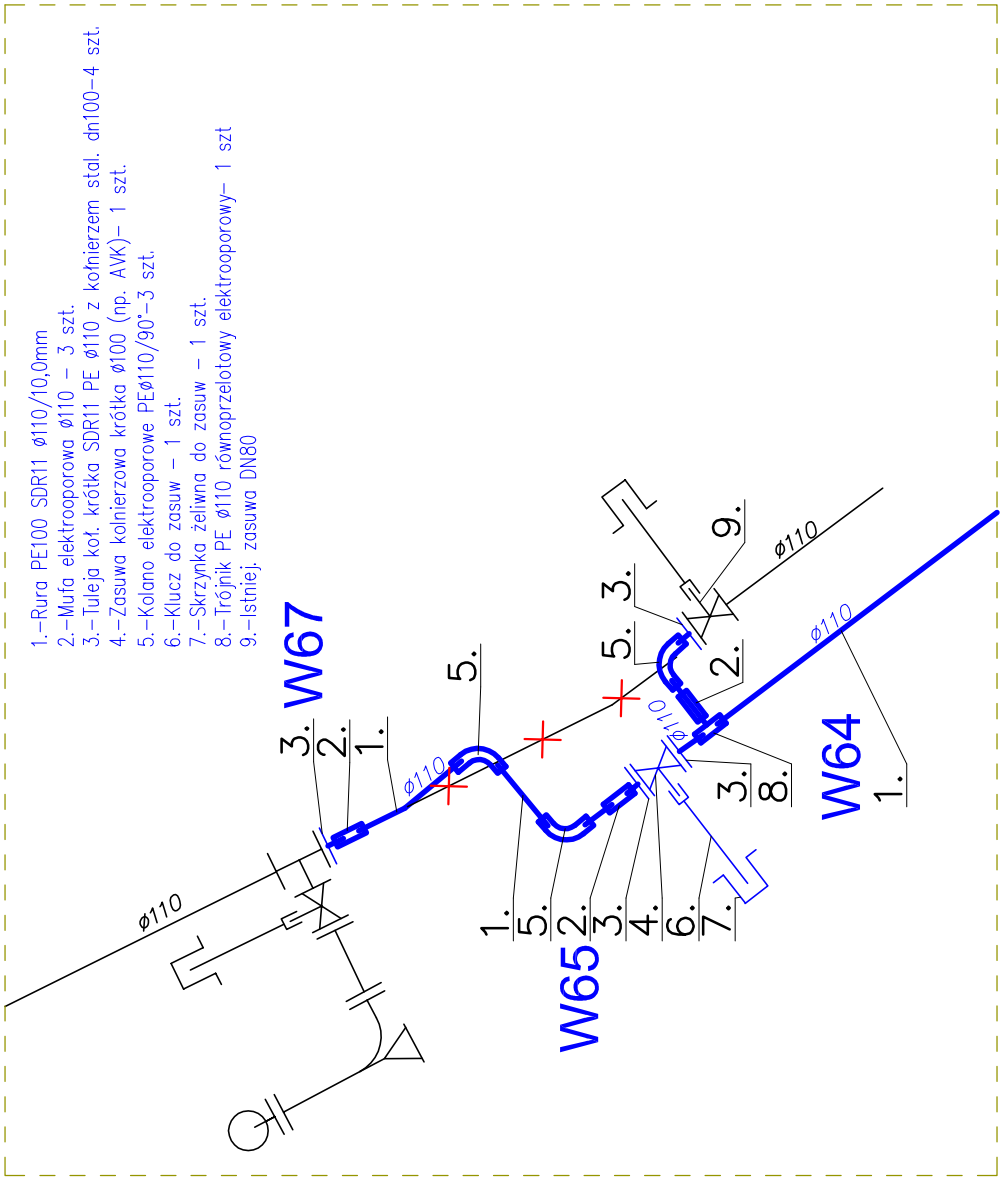 1.-Rura PE100 SDR11 ø110/10,0mm
2.-Mufa elektrooporowa ø110 - 3 szt.
3.-Tuleja koł. krótka SDR11 PE ø110 z kołnierzem stal. dn100-4 szt.
4.-Zasuwa kołnierzowa krótka ø100 (np. AVK)- 1 szt.
5.-Kolano elektrooporowe PEø110/90°-3 szt.
6.-Klucz do zasuw - 1 szt.
7.-Skrzynka żeliwna do zasuw - 1 szt.
8.-Trójnik PE ø110 równoprzelotowy elektrooporowy- 1 szt
9.-Istniej. zasuwa DN80
W67
3.
2.
1.
5.
ø110
ø110
1.
5.
2.
3.
4.
6.
7.
W65
5.
3.
2.
9.
ø110
ø110
ø110
3.
8.
W64
1.